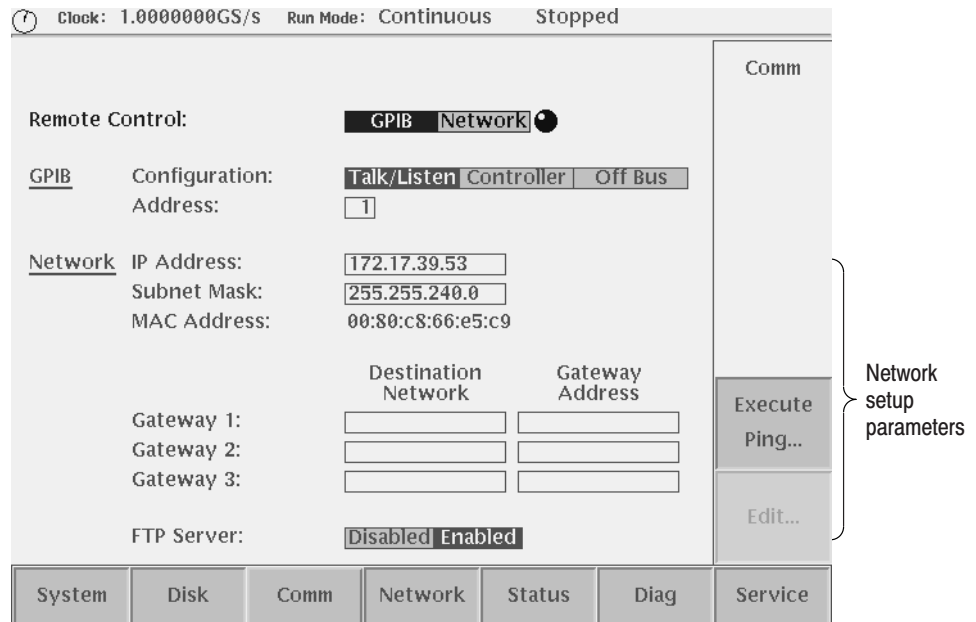 Clock: 1.0000000GS/s Run Mode: Continuous Stopped
Comm
Remote Control: GPIB Network
GPIB Configuration: Talk/Listen Controller Off Bus
Address: 1
Network IP Address: 172.17.39.53
Subnet Mask: 255.255.240.0
MAC Address: 00:80:c8:66:e5:c9
Destination Network Gateway Address
Gateway 1:
Gateway 2:
Gateway 3:
FTP Server: Disabled Enabled
Execute
Ping...
Edit...
Network
setup
parameters
System Disk Comm Network Status Diag Service